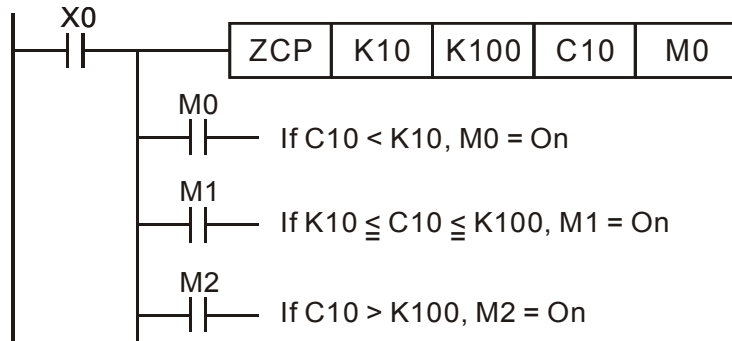 X0
ZCP K10 K100 C10 M0
M0
If C10 < K10, M0 = On
M1
If K10 ≦ C10 ≦ K100, M1 = On
M2
If C10 > K100, M2 = On